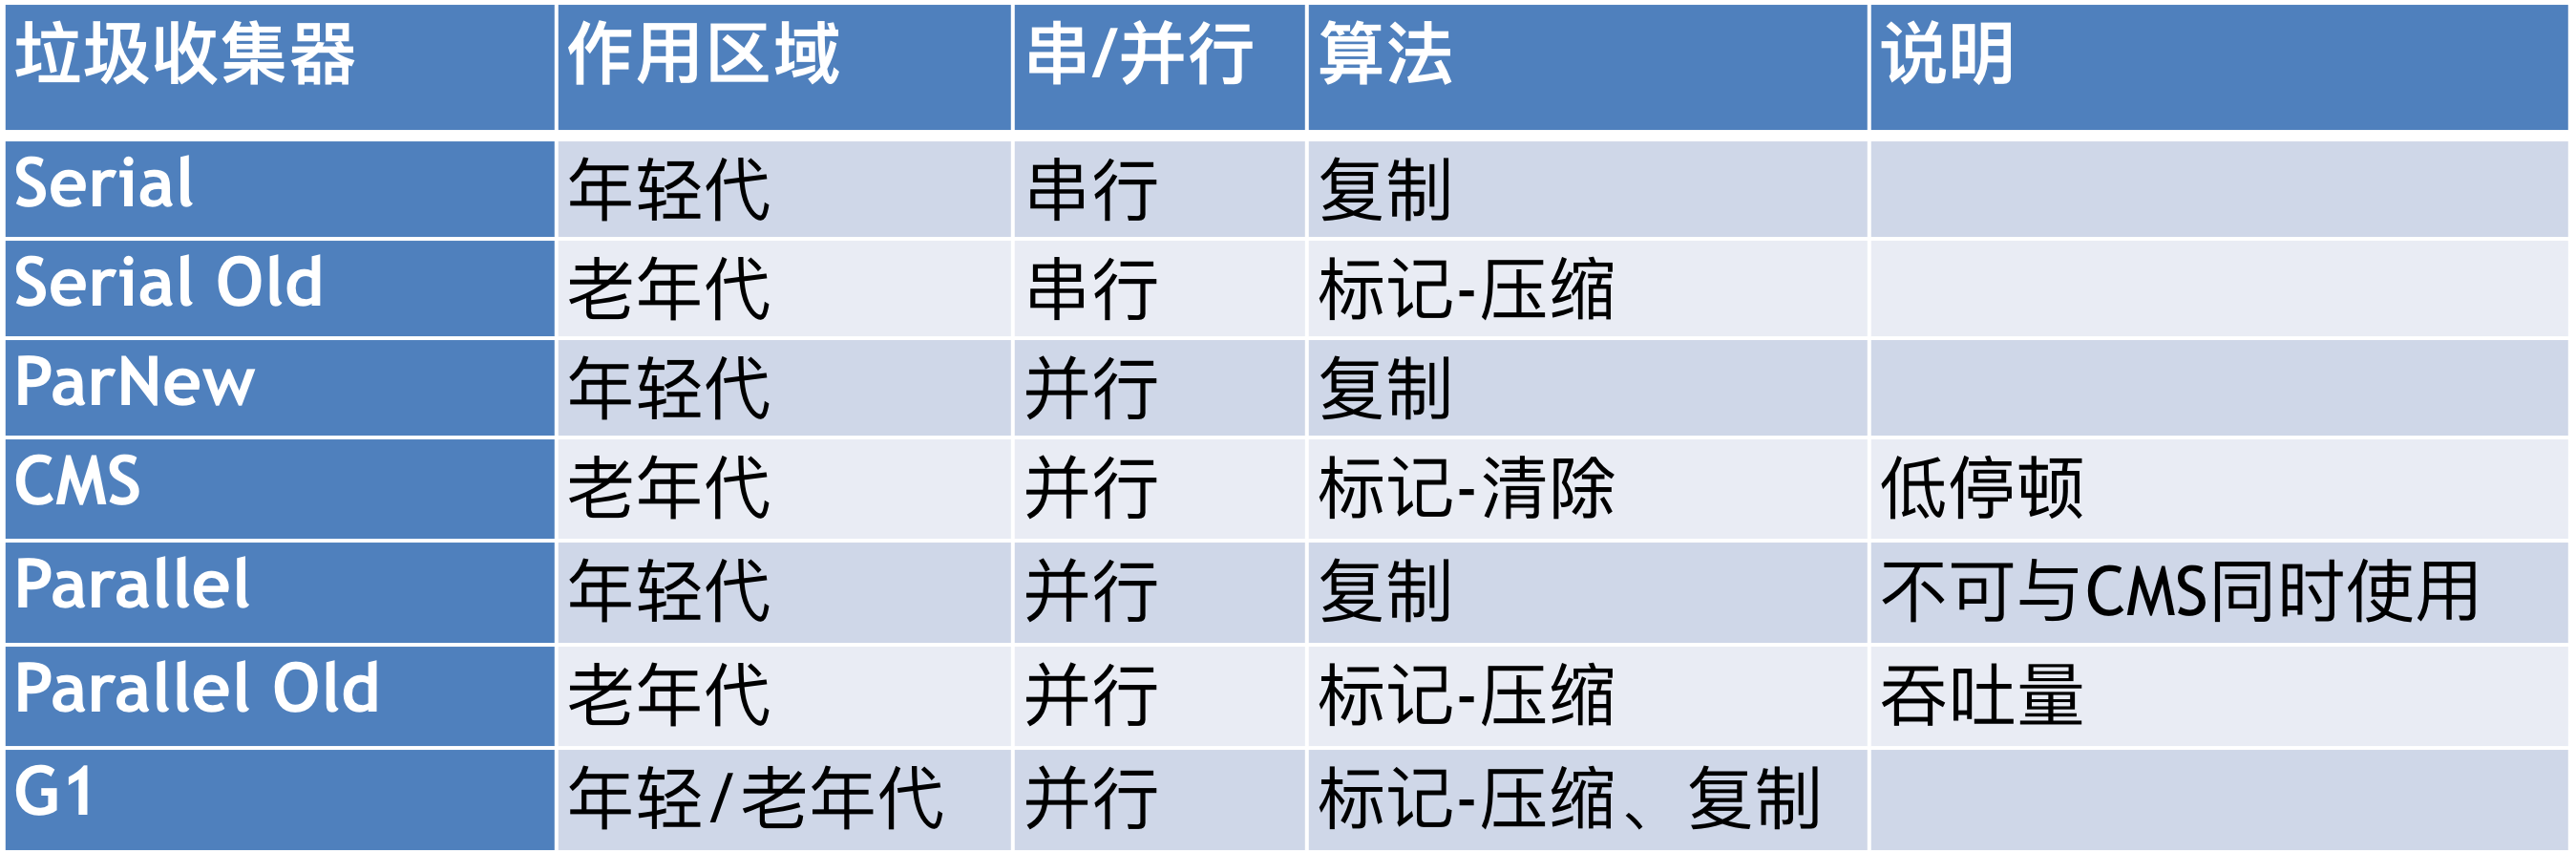 垃圾收集器 作用区域 串/并行 算法 说明
Serial 年轻代 串行 复制
Serial Old 老年代 串行 标记-压缩
ParNew 年轻代 并行 复制
CMS 老年代 并行 标记-清除 低停顿
Parallel 年轻代 并行 复制 不可与CMS同时使用
Parallel Old 老年代 并行 标记-压缩 吞吐量
G1 年轻/老年代 并行 标记-压缩、复制